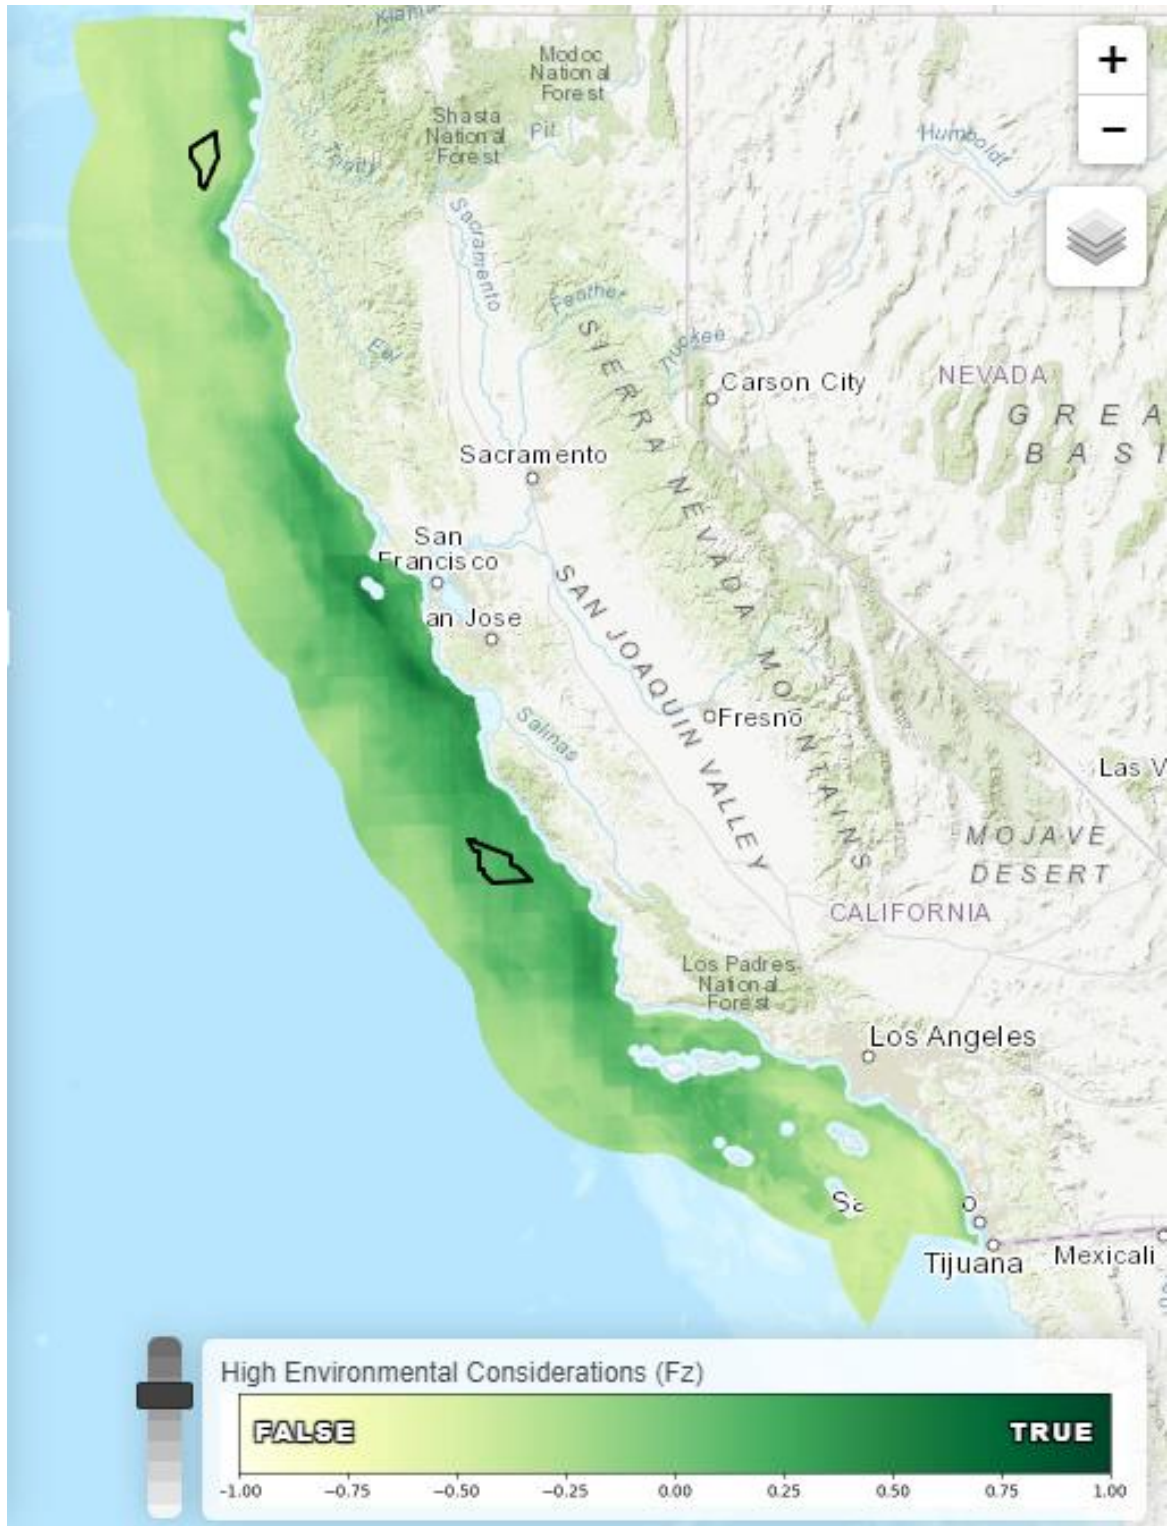 Klamath
Modoc
National
Forest
Shasta
National
Forest
Pit
Trinity
Humboldt
+
−
Sacramento
Feather
Truckee
Eel
SIERRA NEVADA MOUNTAINS
Carson City
NEVADA
GREA
BASI
Sacramento
San
Francisco
an Jose
SAN JOAQUIN VALLEY
Fresno
Salinas
Las V
MOJAVE
DESERT
CALIFORNIA
Los Padres
National
Forest
Los Angeles
Sa
o
Tijuana
Mexicali
High Environmental Considerations (Fz)
FALSE
TRUE
-1.00 −0.75 −0.50 −0.25 0.00 0.25 0.50 0.75 1.00